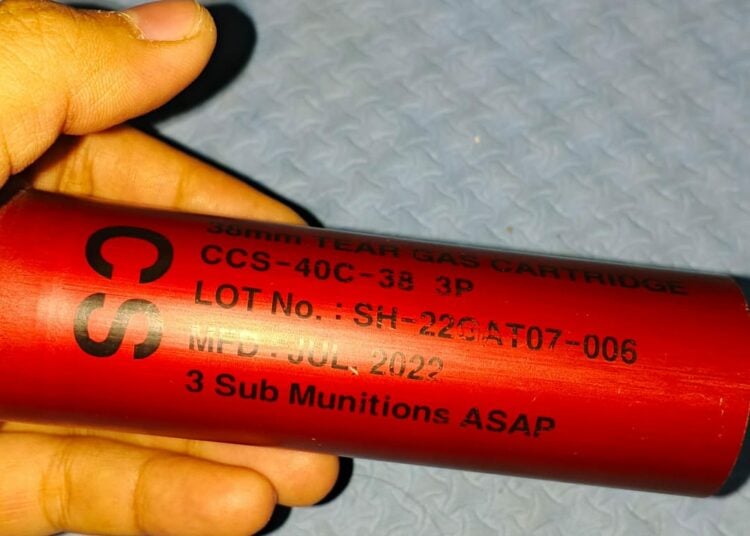 CS
38mm TEAR GAS CARTRIDGE
CCS-40C-38 3P
LOT No. : SH-22GAT07-006
MFD : JUL. 2022
3 Sub Munitions ASAP